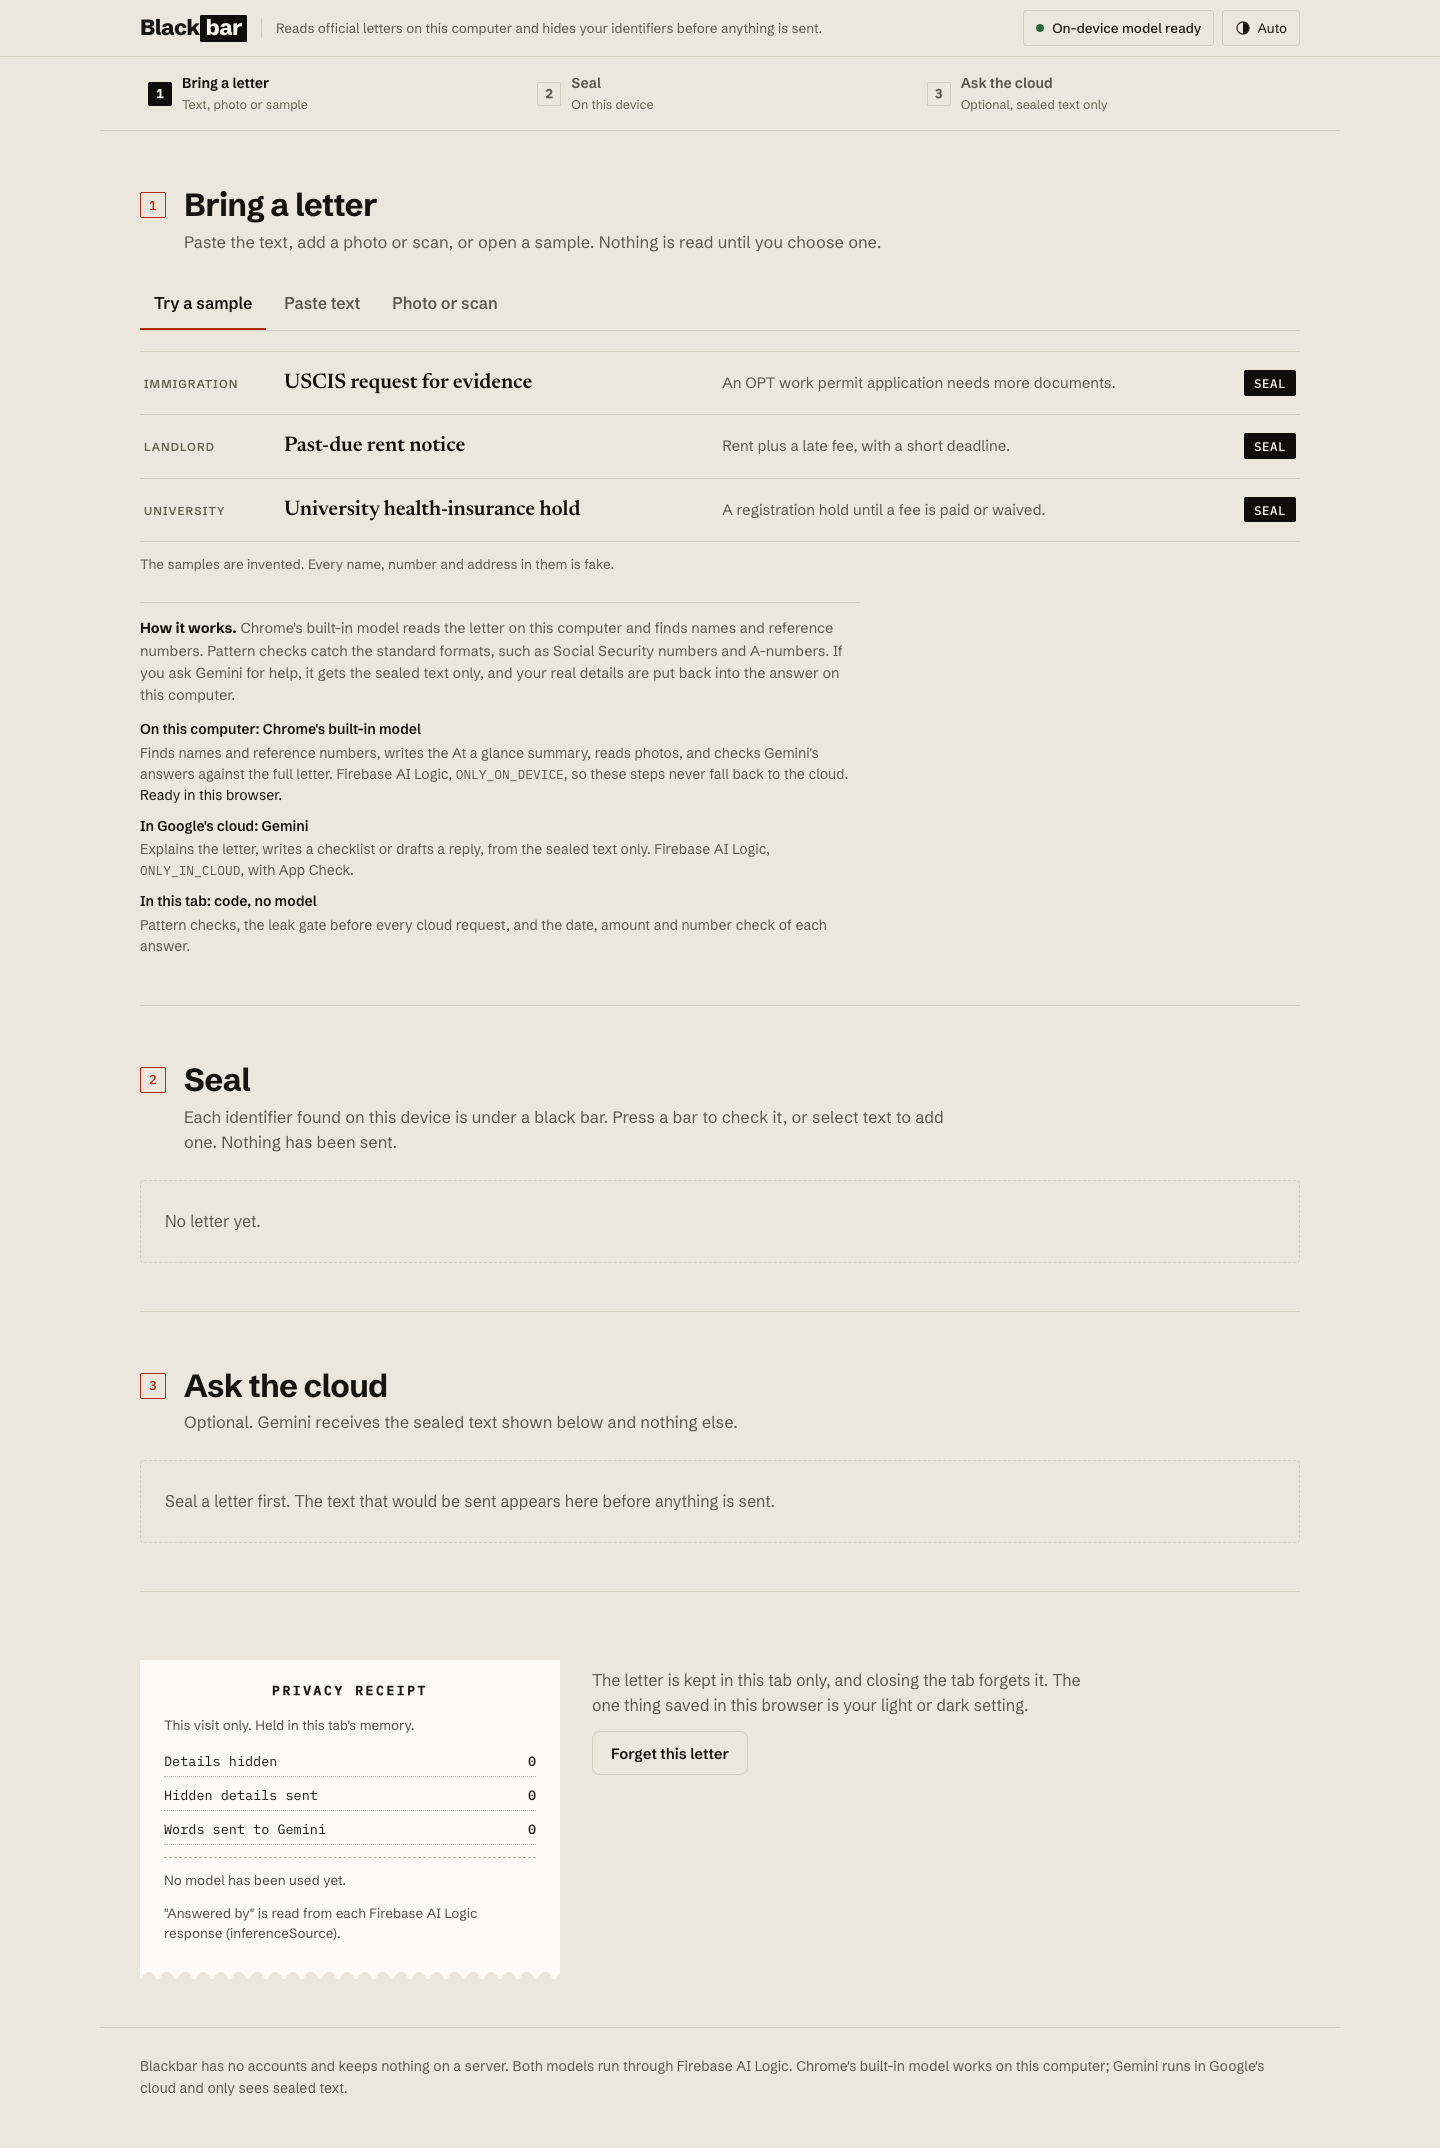 Blackbar
Reads official letters on this computer and hides your identifiers before anything is sent.
On-device model ready
Auto
1
Bring a letter
Text, photo or sample
2
Seal
On this device
3
Ask the cloud
Optional, sealed text only
1
Bring a letter
Paste the text, add a photo or scan, or open a sample. Nothing is read until you choose one.
Try a sample
Paste text
Photo or scan
IMMIGRATION
USCIS request for evidence
An OPT work permit application needs more documents.
SEAL
LANDLORD
Past-due rent notice
Rent plus a late fee, with a short deadline.
SEAL
UNIVERSITY
University health-insurance hold
A registration hold until a fee is paid or waived.
SEAL
The samples are invented. Every name, number and address in them is fake.
How it works. Chrome's built-in model reads the letter on this computer and finds names and reference
numbers. Pattern checks catch the standard formats, such as Social Security numbers and A-numbers. If
you ask Gemini for help, it gets the sealed text only, and your real details are put back into the answer on
this computer.
On this computer: Chrome's built-in model
Finds names and reference numbers, writes the At a glance summary, reads photos, and checks Gemini's
answers against the full letter. Firebase AI Logic, ONLY_ON_DEVICE, so these steps never fall back to the cloud.
Ready in this browser.
In Google's cloud: Gemini
Explains the letter, writes a checklist or drafts a reply, from the sealed text only. Firebase AI Logic,
ONLY_IN_CLOUD, with App Check.
In this tab: code, no model
Pattern checks, the leak gate before every cloud request, and the date, amount and number check of each
answer.
2
Seal
Each identifier found on this device is under a black bar. Press a bar to check it, or select text to add
one. Nothing has been sent.
No letter yet.
3
Ask the cloud
Optional. Gemini receives the sealed text shown below and nothing else.
Seal a letter first. The text that would be sent appears here before anything is sent.
PRIVACY RECEIPT
This visit only. Held in this tab's memory.
Details hidden 0
Hidden details sent 0
Words sent to Gemini 0
No model has been used yet.
"Answered by" is read from each Firebase AI Logic
response (inferenceSource).
The letter is kept in this tab only, and closing the tab forgets it. The
one thing saved in this browser is your light or dark setting.
Forget this letter
Blackbar has no accounts and keeps nothing on a server. Both models run through Firebase AI Logic. Chrome's built-in model works on this computer; Gemini runs in Google's
cloud and only sees sealed text.